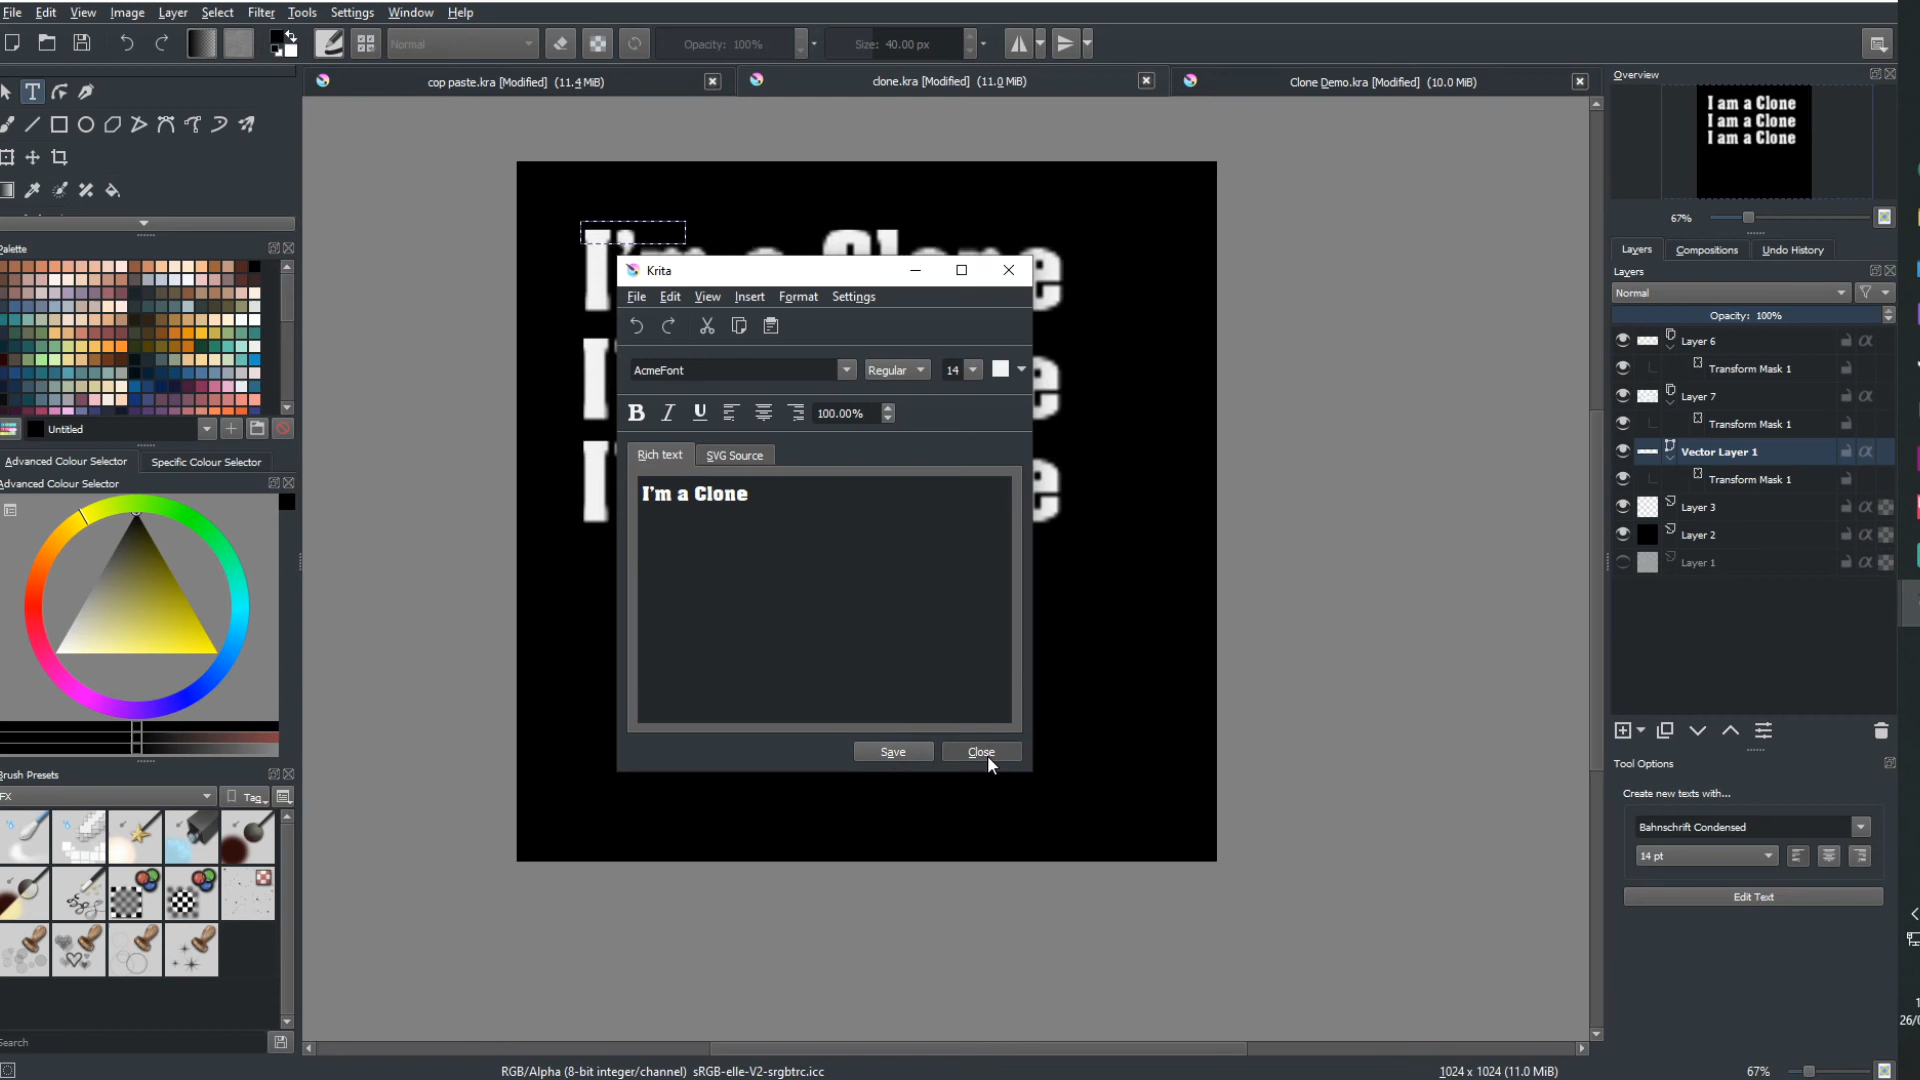 File Edit View Image Layer Select Filter Tools Settings Window Help
Normal
Opacity: 100%
Size: 40.00 px
cop paste.kra [Modified] (11.4 MiB)
clone.kra [Modified] (11.0 MiB)
Clone Demo.kra [Modified] (10.0 MiB)
Overview
I am a Clone
I am a Clone
I am a Clone
67%
Palette
Untitled
Advanced Colour Selector
Specific Colour Selector
Advanced Colour Selector
Brush Presets
FX
Tag
Search
I'm a Clone
Krita
File Edit View Insert Format Settings
AcmeFont
Regular
14
B I U
100.00%
Rich text
SVG Source
I'm a Clone
Save
Close
Layers
Compositions
Undo History
Layers
Normal
Opacity: 100%
Layer 6
Transform Mask 1
Layer 7
Transform Mask 1
Vector Layer 1
Transform Mask 1
Layer 3
Layer 2
Layer 1
Tool Options
Create new texts with...
Bahnschrift Condensed
14 pt
Edit Text
RGB/Alpha (8-bit integer/channel) sRGB-elle-V2-srgbtrc.icc
1024 x 1024 (11.0 MiB)
67%